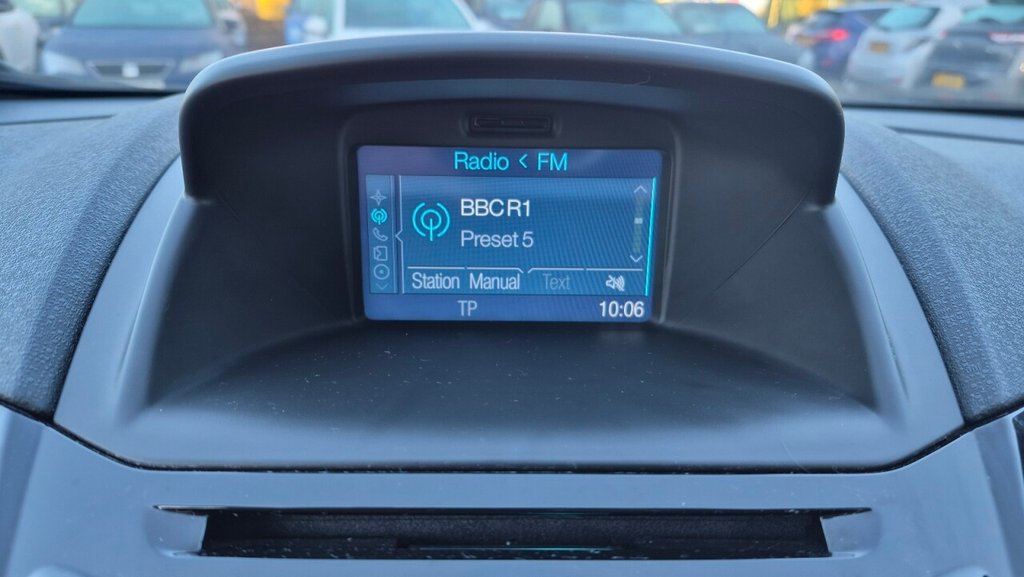 Radio < FM
BBC R1
Preset 5
Station Manual Text
TP 10:06